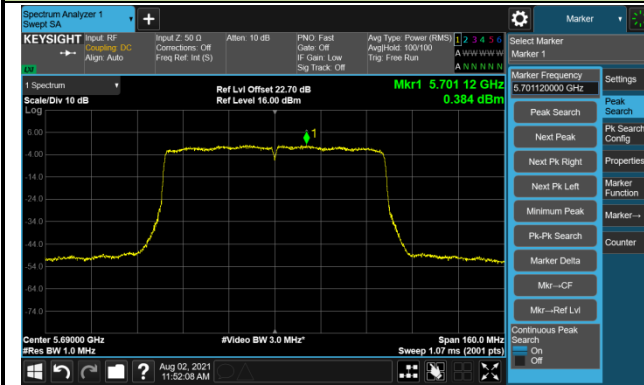 Spectrum Analyzer 1
Swept SA
+
Marker
KEYSIGHT
Input: RF
Coupling: DC
Align: Auto
Input Z: 50 Ω
Corrections: Off
Freq Ref: Int (S)
Atten: 10 dB
PNO: Fast
Gate: Off
IF Gain: Low
Sig Track: Off
Avg Type: Power (RMS)
Avg|Hold: 100/100
Trig: Free Run
1 2 3 4 5 6
A W W W W W
A N N N N N
Select Marker
Marker 1
1 Spectrum
Scale/Div 10 dB
Log
Ref Lvl Offset 22.70 dB
Ref Level 16.00 dBm
Mkr1 5.701 12 GHz
0.384 dBm
6.00
-4.00
-14.0
-24.0
-34.0
-44.0
-54.0
-64.0
-74.0
1
Center 5.69000 GHz
#Res BW 1.0 MHz
#Video BW 3.0 MHz*
Span 160.0 MHz
Sweep 1.07 ms (2001 pts)
Marker Frequency
5.701120000 GHz
Peak Search
Next Peak
Next Pk Right
Next Pk Left
Minimum Peak
Pk-Pk Search
Marker Delta
Mkr→CF
Mkr→Ref Lvl
Continuous Peak
Search
On
Off
Settings
Peak
Search
Pk Search
Config
Properties
Marker
Function
Marker→
Counter
?
Aug 02, 2021
11:52:08 AM